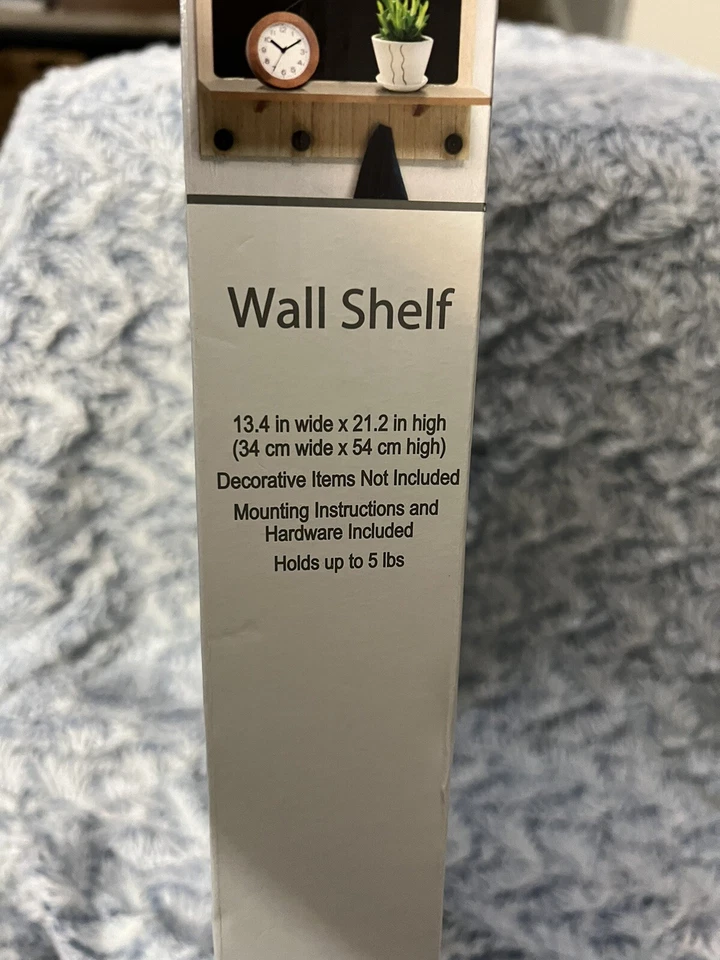 Wall Shelf
13.4 in wide x 21.2 in high
(34 cm wide x 54 cm high)
Decorative Items Not Included
Mounting Instructions and
Hardware Included
Holds up to 5 lbs